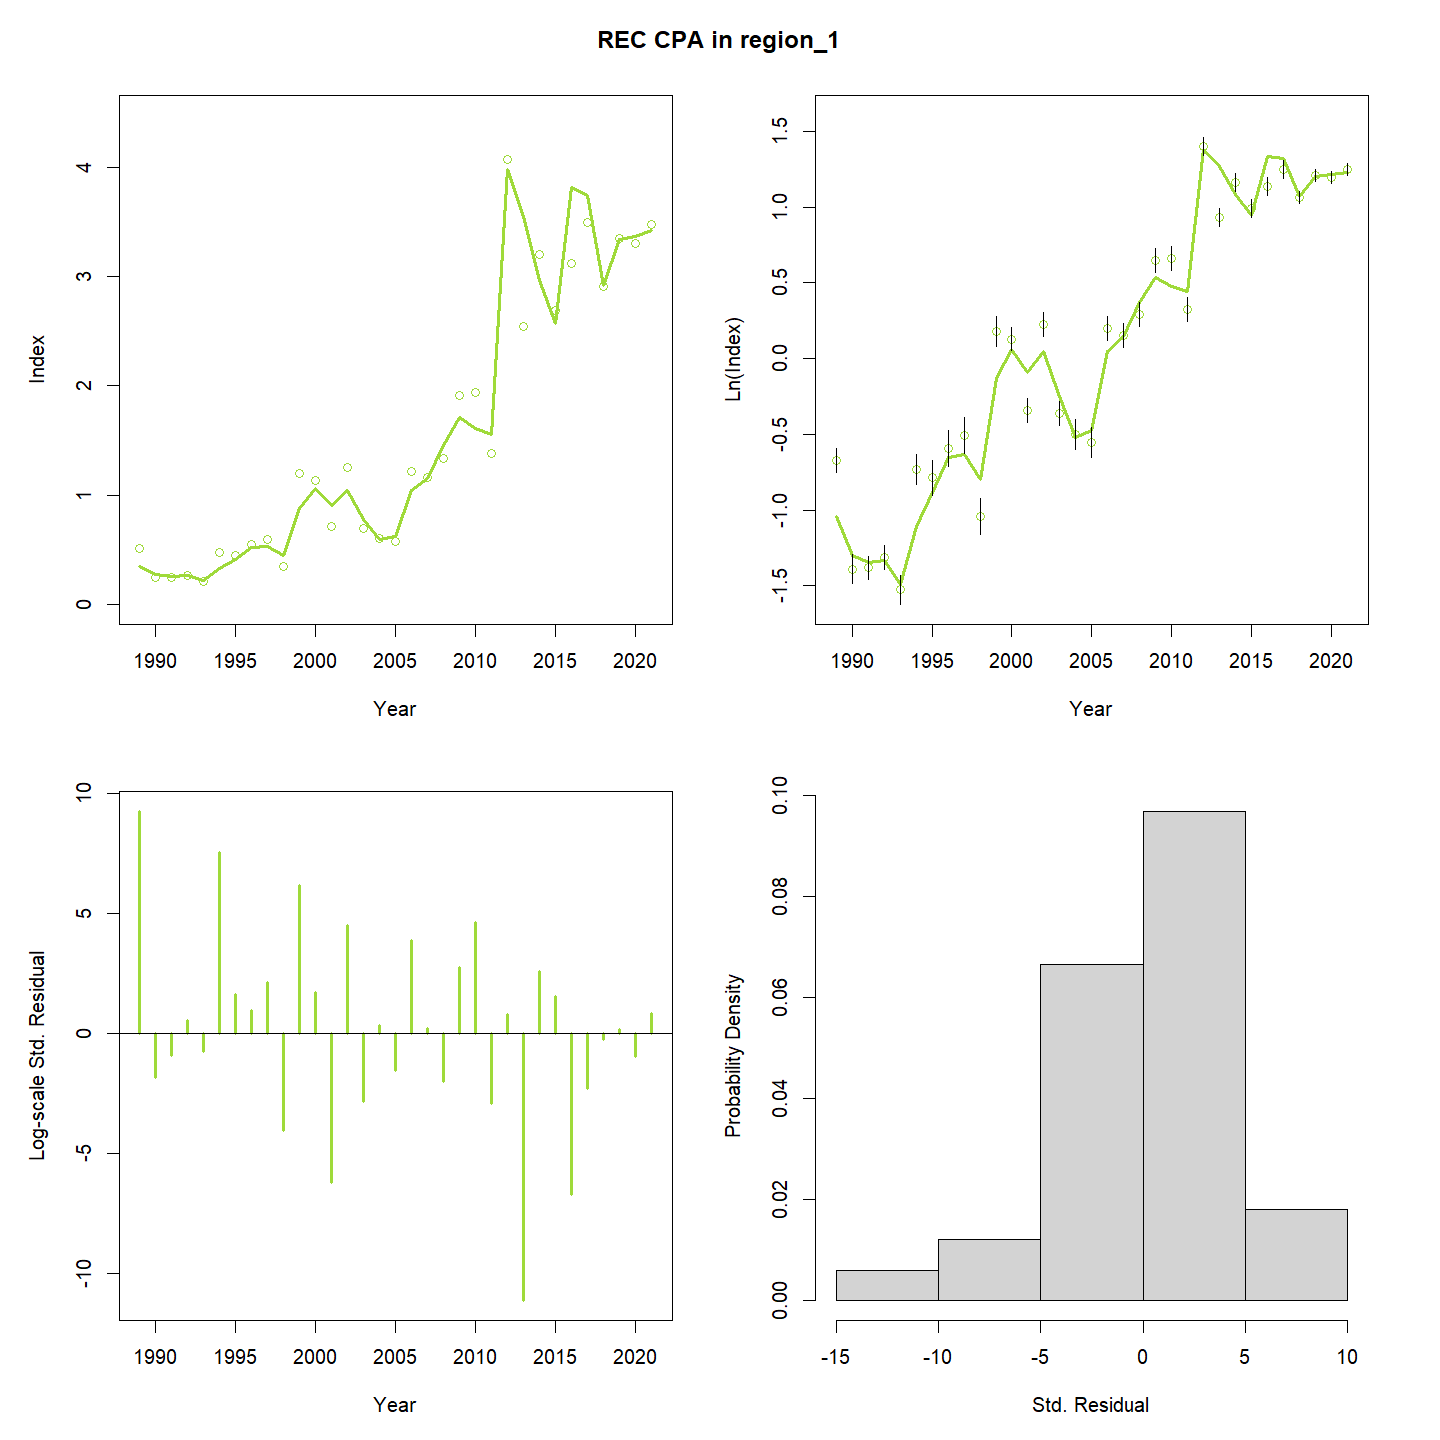 REC CPA in region_1
Index
4
3
2
1
0
1990 1995 2000 2005 2010 2015 2020
Year
Ln(Index)
1.5
1.0
0.5
0.0
-0.5
-1.0
-1.5
1990 1995 2000 2005 2010 2015 2020
Year
Log-scale Std. Residual
10
5
0
-5
-10
1990 1995 2000 2005 2010 2015 2020
Year
Probability Density
0.10
0.08
0.06
0.04
0.02
0.00
-15 -10 -5 0 5 10
Std. Residual